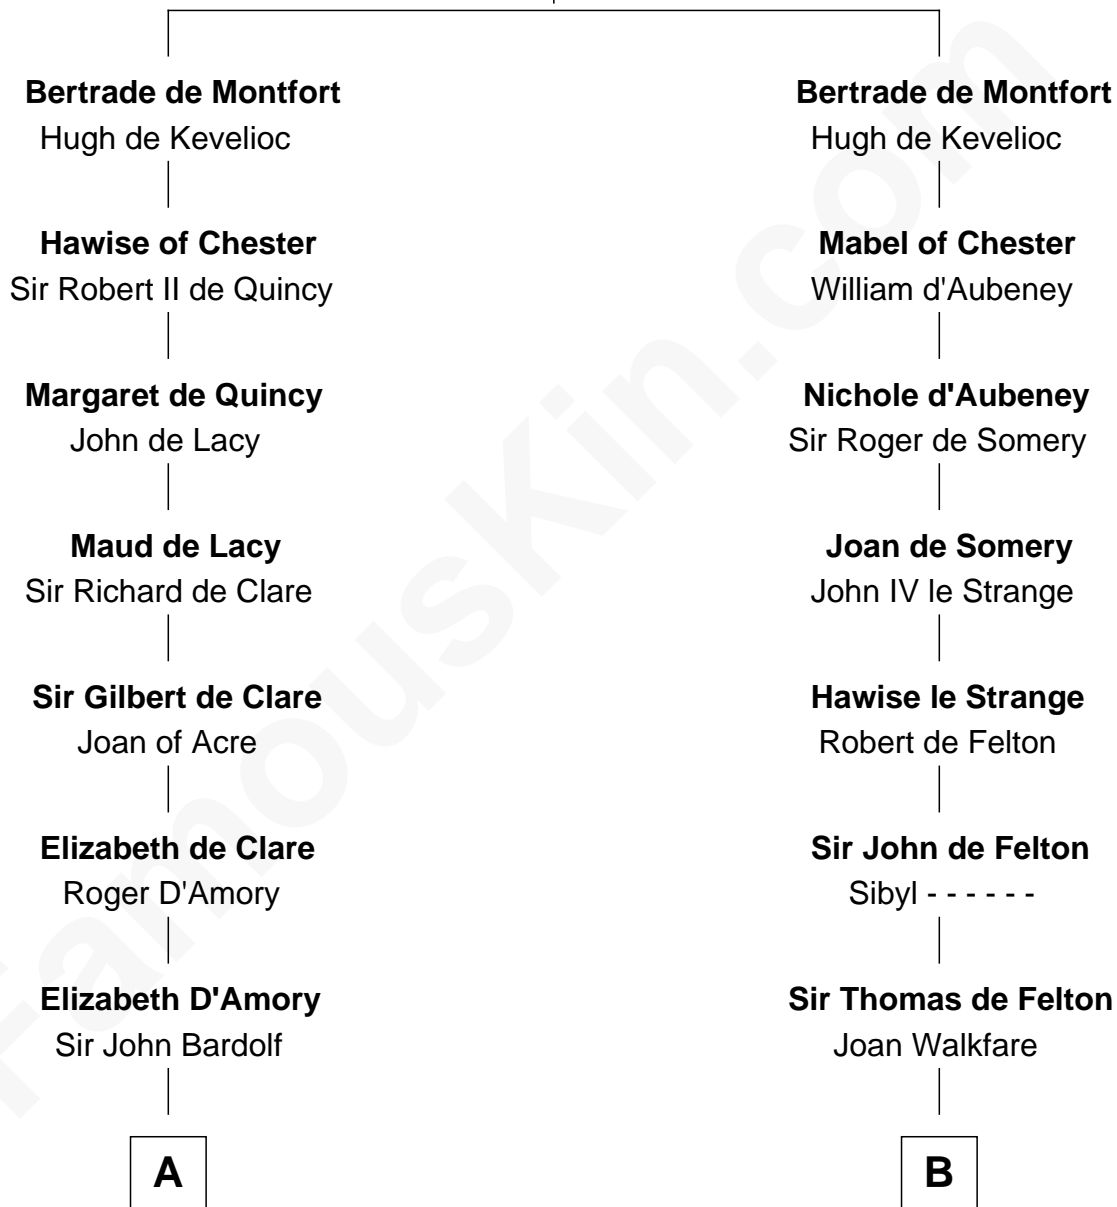 Bertrade de Montfort
Hugh de Kevelioc
Hawise of Chester
Sir Robert II de Quincy
Margaret de Quincy
John de Lacy
Maud de Lacy
Sir Richard de Clare
Sir Gilbert de Clare
Joan of Acre
Elizabeth de Clare
Roger D'Amory
Elizabeth D'Amory
Sir John Bardolf
A
Bertrade de Montfort
Hugh de Kevelioc
Mabel of Chester
William d'Aubeney
Nichole d'Aubeney
Sir Roger de Somery
Joan de Somery
John IV le Strange
Hawise le Strange
Robert de Felton
Sir John de Felton
Sibyl - - - - - -
Sir Thomas de Felton
Joan Walkfare
B
FamousKin.com